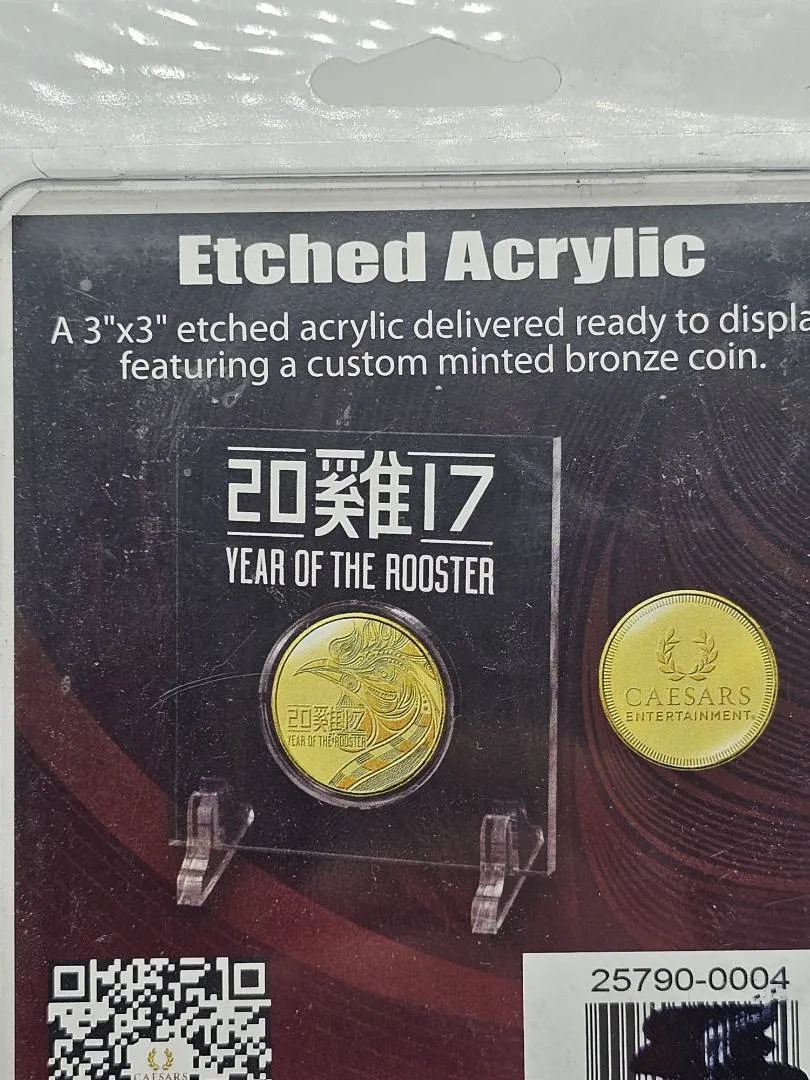 Etched Acrylic
A 3"x3" etched acrylic delivered ready to displa
featuring a custom minted bronze coin.
20雞17
YEAR OF THE ROOSTER
20雞17
YEAR OF THE ROOSTER
CAESARS
ENTERTAINMENT®
25790-0004
CAESARS